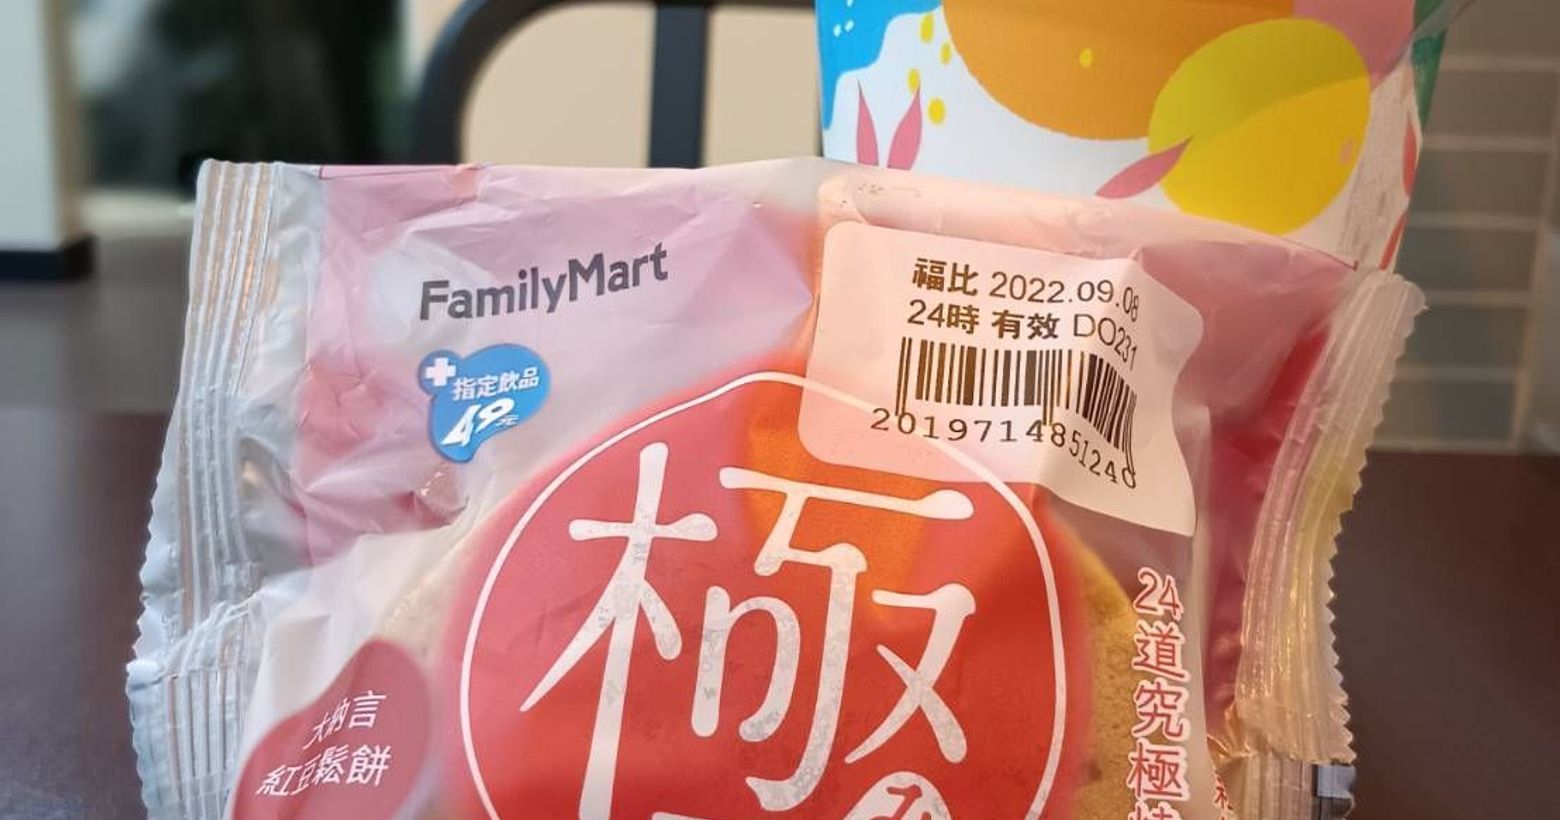 FamilyMart
福比 2022.09.08
24時 有效 DO231
2019714851240
指定飲品
49元
極
大納言
紅豆鬆餅
24道究極